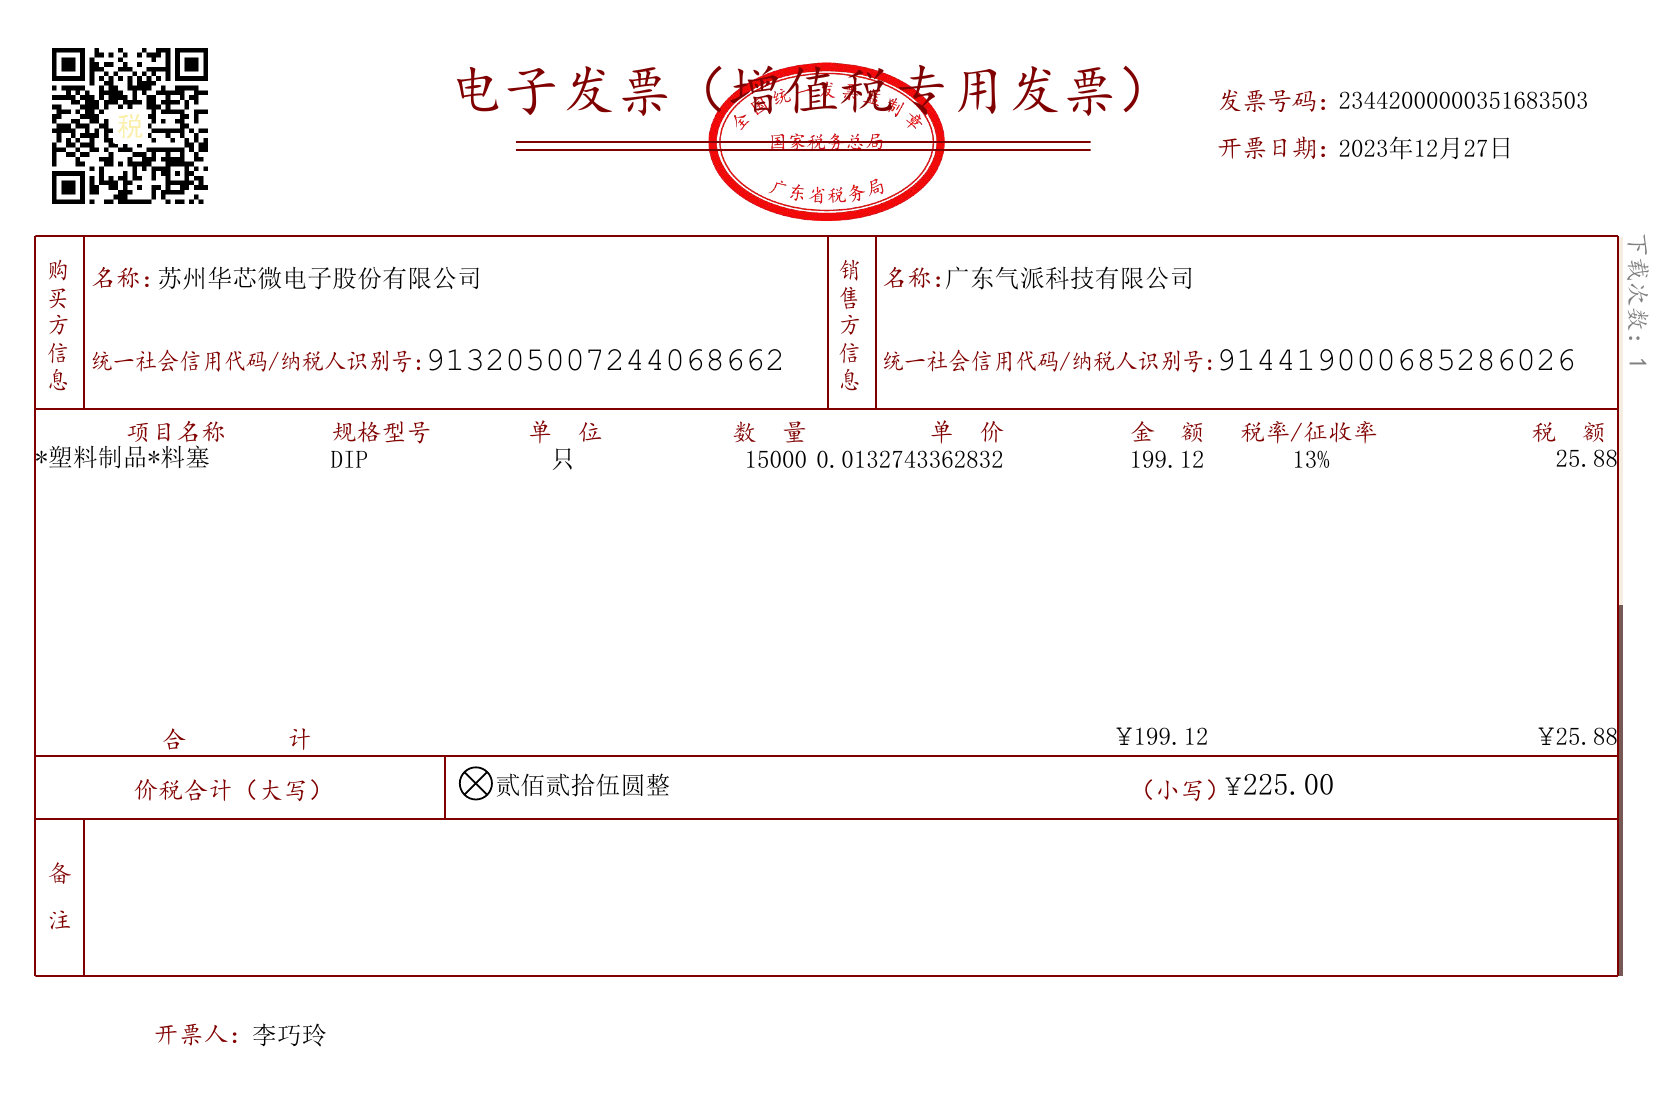 电子发票（增值税专用发票）
全国统一发票监制章
国家税务总局
广东省税务局
税
发票号码：23442000000351683503
开票日期：2023年12月27日
下载次数：1
购买方信息
名称：苏州华芯微电子股份有限公司
统一社会信用代码/纳税人识别号：913205007244068662
销售方信息
名称：广东气派科技有限公司
统一社会信用代码/纳税人识别号：914419000685286026
项目名称 规格型号 单位 数量 单价 金额 税率/征收率 税额
*塑料制品*料塞 DIP 只 15000 0.0132743362832 199.12 13% 25.88
合计 ¥199.12 ¥25.88
价税合计（大写） ⊗贰佰贰拾伍圆整 （小写）¥225.00
备注
开票人：李巧玲